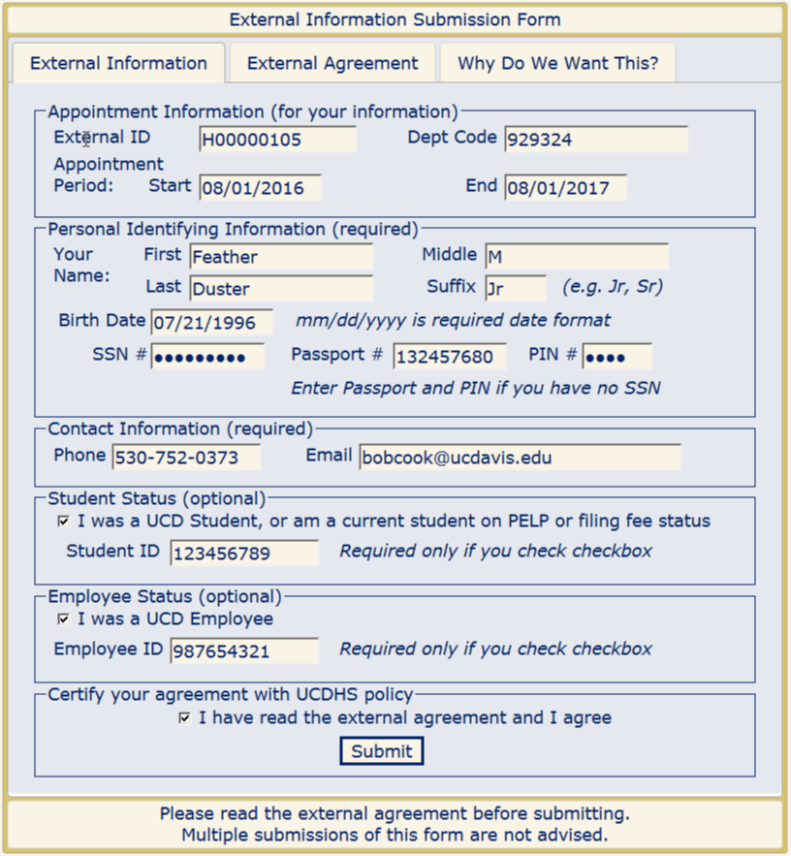 External Information Submission Form
External Information External Agreement Why Do We Want This?
Appointment Information (for your information)
External ID H00000105 Dept Code 929324
Appointment
Period: Start 08/01/2016 End 08/01/2017
Personal Identifying Information (required)
Your First Feather Middle M
Name:
Last Duster Suffix Jr (e.g. Jr, Sr)
Birth Date 07/21/1996 mm/dd/yyyy is required date format
SSN # ●●●●●●●●● Passport # 132457680 PIN # ●●●●
Enter Passport and PIN if you have no SSN
Contact Information (required)
Phone 530-752-0373 Email bobcook@ucdavis.edu
Student Status (optional)
I was a UCD Student, or am a current student on PELP or filing fee status
Student ID 123456789 Required only if you check checkbox
Employee Status (optional)
I was a UCD Employee
Employee ID 987654321 Required only if you check checkbox
Certify your agreement with UCDHS policy
I have read the external agreement and I agree
Submit
Please read the external agreement before submitting.
Multiple submissions of this form are not advised.